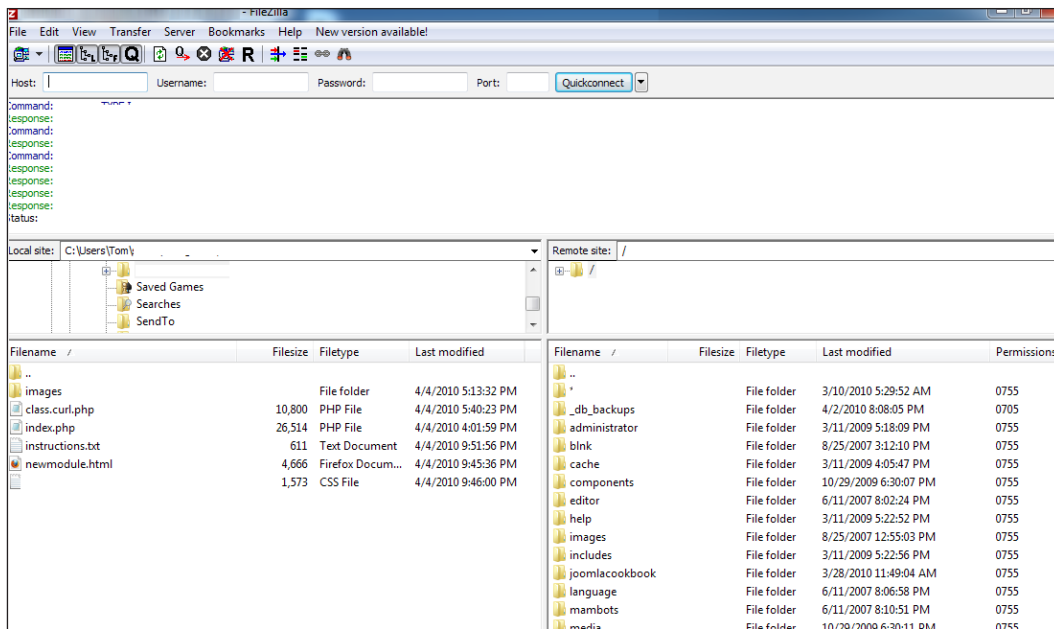 - FileZilla
File Edit View Transfer Server Bookmarks Help New version available!
Host: Username: Password: Port: Quickconnect
Command:
Response:
Command:
Response:
Command:
Response:
Response:
Response:
Response:
Status:
Local site: C:\Users\Tom\
Remote site: /
/
Saved Games
Searches
SendTo
Filename / Filesize Filetype Last modified
..
images File folder 4/4/2010 5:13:32 PM
class.curl.php 10,800 PHP File 4/4/2010 5:40:23 PM
index.php 26,514 PHP File 4/4/2010 4:01:59 PM
instructions.txt 611 Text Document 4/4/2010 9:51:56 PM
newmodule.html 4,666 Firefox Docum... 4/4/2010 9:45:36 PM
1,573 CSS File 4/4/2010 9:46:00 PM
Filename / Filesize Filetype Last modified Permissions
..
* File folder 3/10/2010 5:29:52 AM 0755
_db_backups File folder 4/2/2010 8:08:05 PM 0705
administrator File folder 3/11/2009 5:18:09 PM 0755
blnk File folder 8/25/2007 3:12:10 PM 0755
cache File folder 3/11/2009 4:05:47 PM 0755
components File folder 10/29/2009 6:30:07 PM 0755
editor File folder 6/11/2007 8:02:24 PM 0755
help File folder 3/11/2009 5:22:52 PM 0755
images File folder 8/25/2007 12:55:03 PM 0755
includes File folder 3/11/2009 5:22:56 PM 0755
joomlacookbook File folder 3/28/2010 11:49:04 AM 0755
language File folder 6/11/2007 8:06:58 PM 0755
mambots File folder 6/11/2007 8:10:51 PM 0755
media File folder 10/29/2009 6:30:11 PM 0755